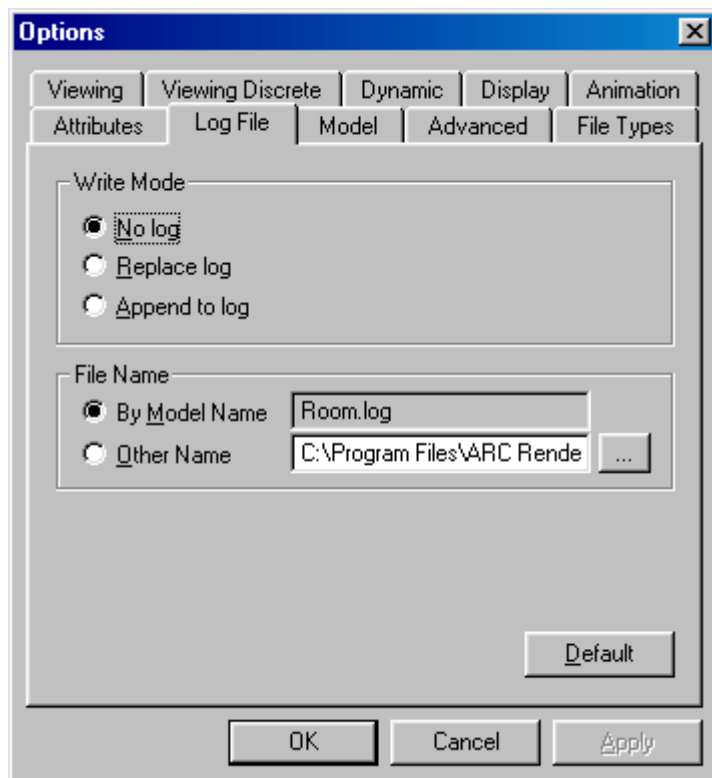 Options
Viewing Viewing Discrete Dynamic Display Animation
Attributes Log File Model Advanced File Types
Write Mode
No log
Replace log
Append to log
File Name
By Model Name Room.log
Other Name C:\Program Files\ARC Rende ...
Default
OK Cancel Apply